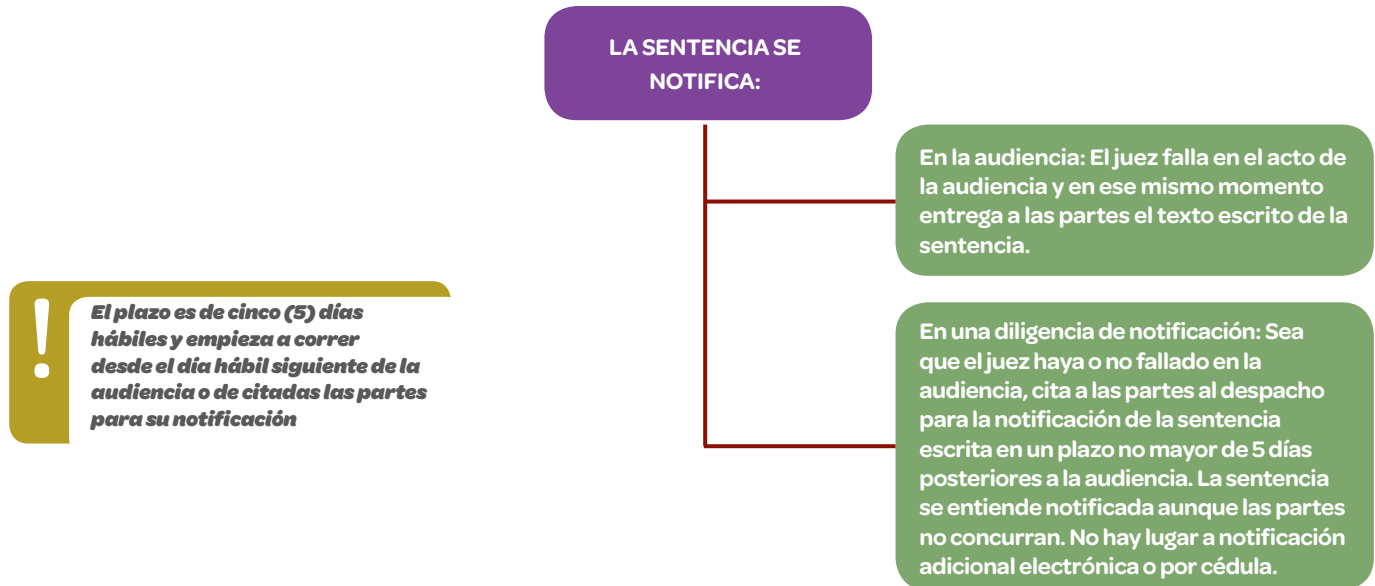 LA SENTENCIA SE
NOTIFICA:
En la audiencia: El juez falla en el acto de
la audiencia y en ese mismo momento
entrega a las partes el texto escrito de la
sentencia.
!
El plazo es de cinco (5) días
hábiles y empieza a correr
desde el día hábil siguiente de la
audiencia o de citadas las partes
para su notificación
En una diligencia de notificación: Sea
que el juez haya o no fallado en la
audiencia, cita a las partes al despacho
para la notificación de la sentencia
escrita en un plazo no mayor de 5 días
posteriores a la audiencia. La sentencia
se entiende notificada aunque las partes
no concurran. No hay lugar a notificación
adicional electrónica o por cédula.